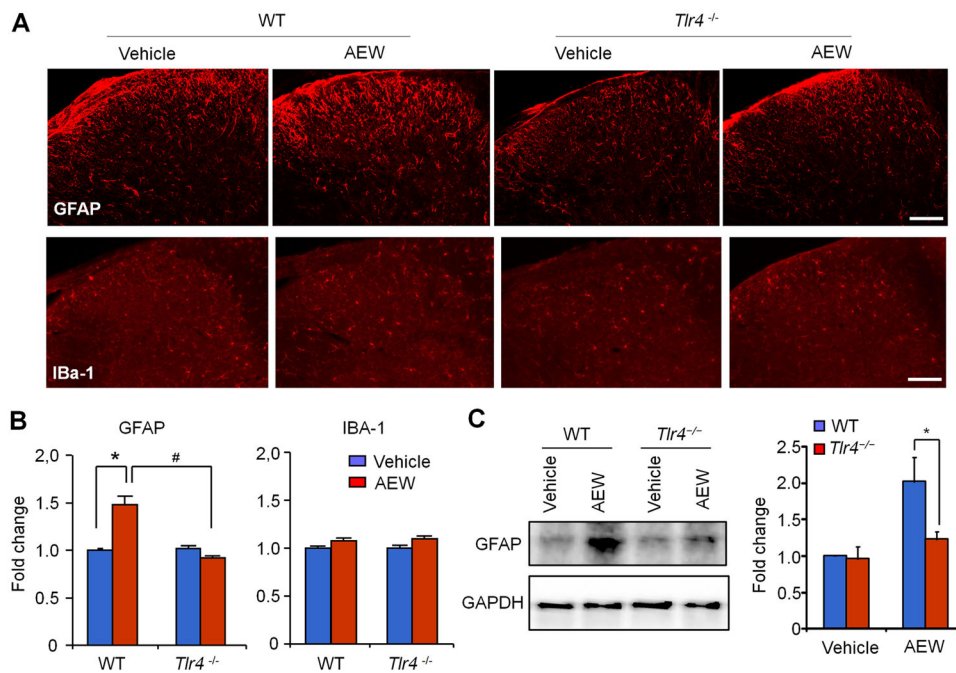 A
WT
Tlr4 -/-
Vehicle
AEW
Vehicle
AEW
GFAP
IBa-1
B
GFAP
IBA-1
Fold change
2,0
1.5
1.0
0.5
0
*
#
WT
Tlr4 -/-
2,0
1.5
1.0
0.5
0
Vehicle
AEW
WT
Tlr4 -/-
C
WT
Tlr4−/−
Vehicle
AEW
Vehicle
AEW
GFAP
GAPDH
WT
Tlr4−/−
Fold change
2.5
2.0
1.5
1.0
0.5
0
*
Vehicle
AEW